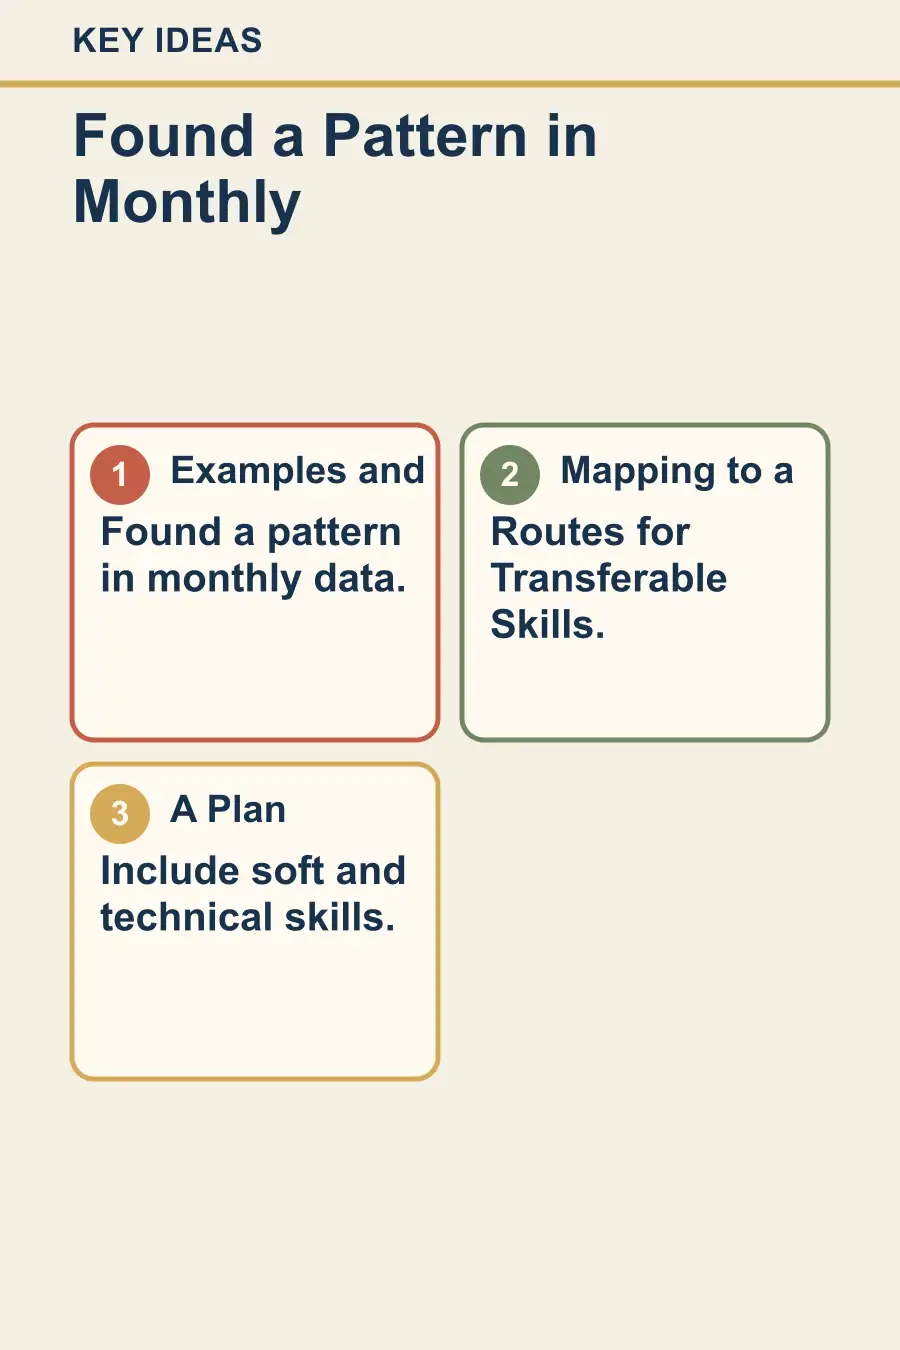 KEY IDEAS
Found a Pattern in
Monthly
1 Examples and
Found a pattern
in monthly data.
2 Mapping to a
Routes for
Transferable
Skills.
3 A Plan
Include soft and
technical skills.